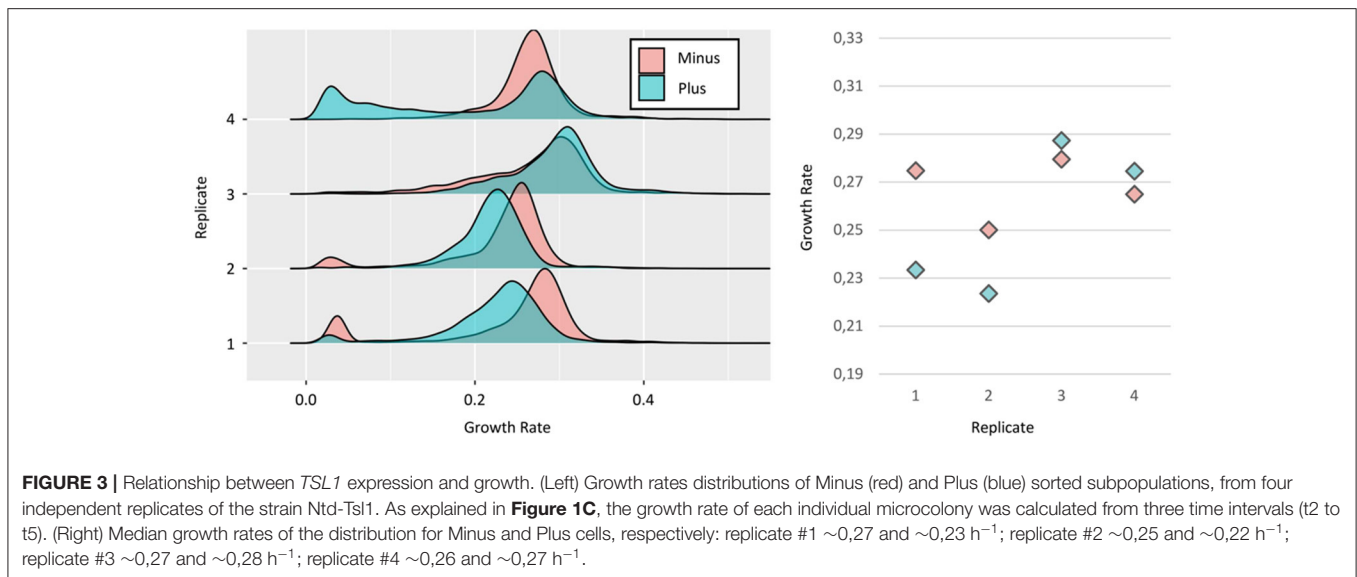 Minus
Plus
4
3
2
1
Replicate
0.0
0.2
0.4
Growth Rate
0,33
0,31
0,29
0,27
0,25
0,23
0,21
0,19
Growth Rate
1
2
3
4
Replicate
FIGURE 3 | Relationship between TSL1 expression and growth. (Left) Growth rates distributions of Minus (red) and Plus (blue) sorted subpopulations, from four
independent replicates of the strain Ntd-Tsl1. As explained in Figure 1C, the growth rate of each individual microcolony was calculated from three time intervals (t2 to
t5). (Right) Median growth rates of the distribution for Minus and Plus cells, respectively: replicate #1 ~0,27 and ~0,23 h⁻¹; replicate #2 ~0,25 and ~0,22 h⁻¹;
replicate #3 ~0,27 and ~0,28 h⁻¹; replicate #4 ~0,26 and ~0,27 h⁻¹.